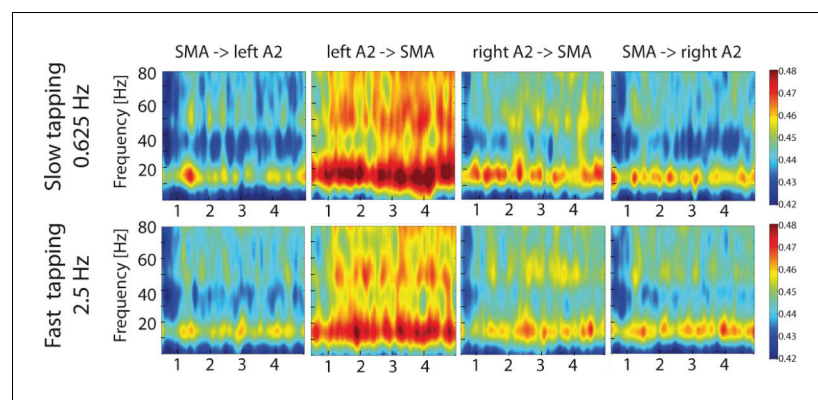 SMA -> left A2 left A2 -> SMA right A2 -> SMA SMA -> right A2
Slow tapping
0.625 Hz
Frequency [Hz]
80
60
40
20
1 2 3 4 1 2 3 4 1 2 3 4 1 2 3 4
0.48
0.47
0.46
0.45
0.44
0.43
0.42
Fast tapping
2.5 Hz
Frequency [Hz]
80
60
40
20
1 2 3 4 1 2 3 4 1 2 3 4 1 2 3 4
0.48
0.47
0.46
0.45
0.44
0.43
0.42